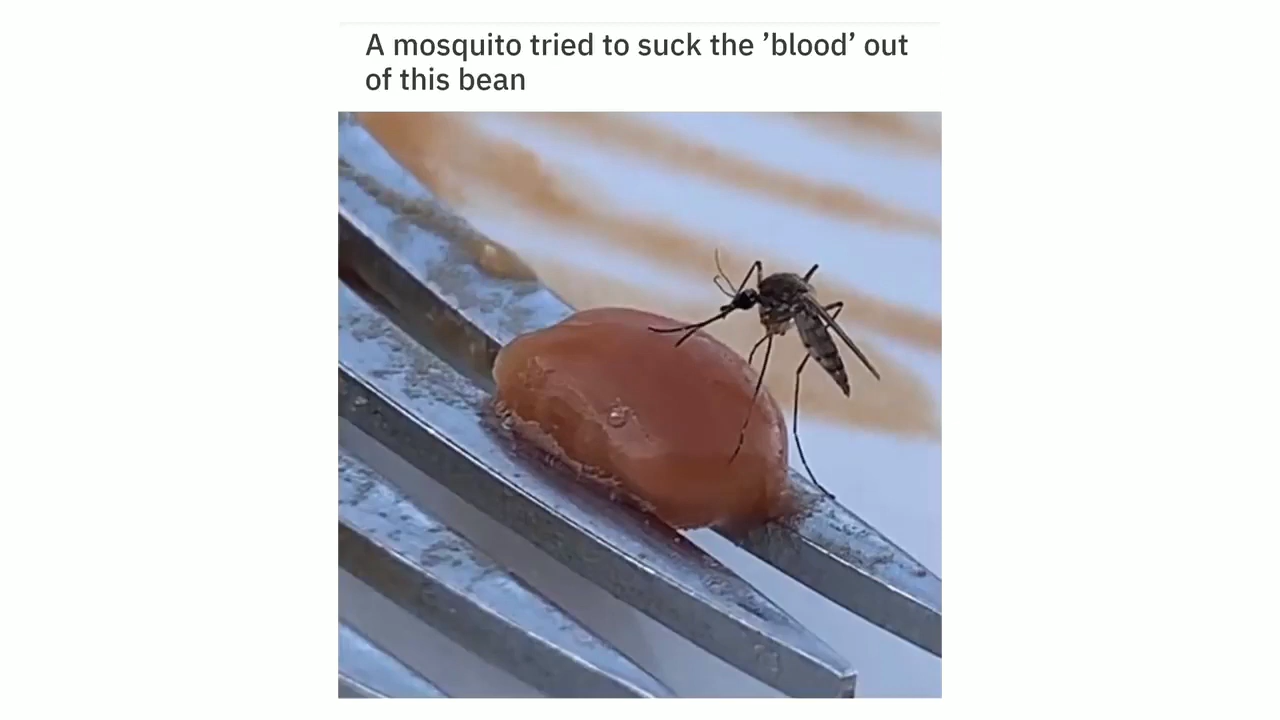 A mosquito tried to suck the ’blood’ out
of this bean